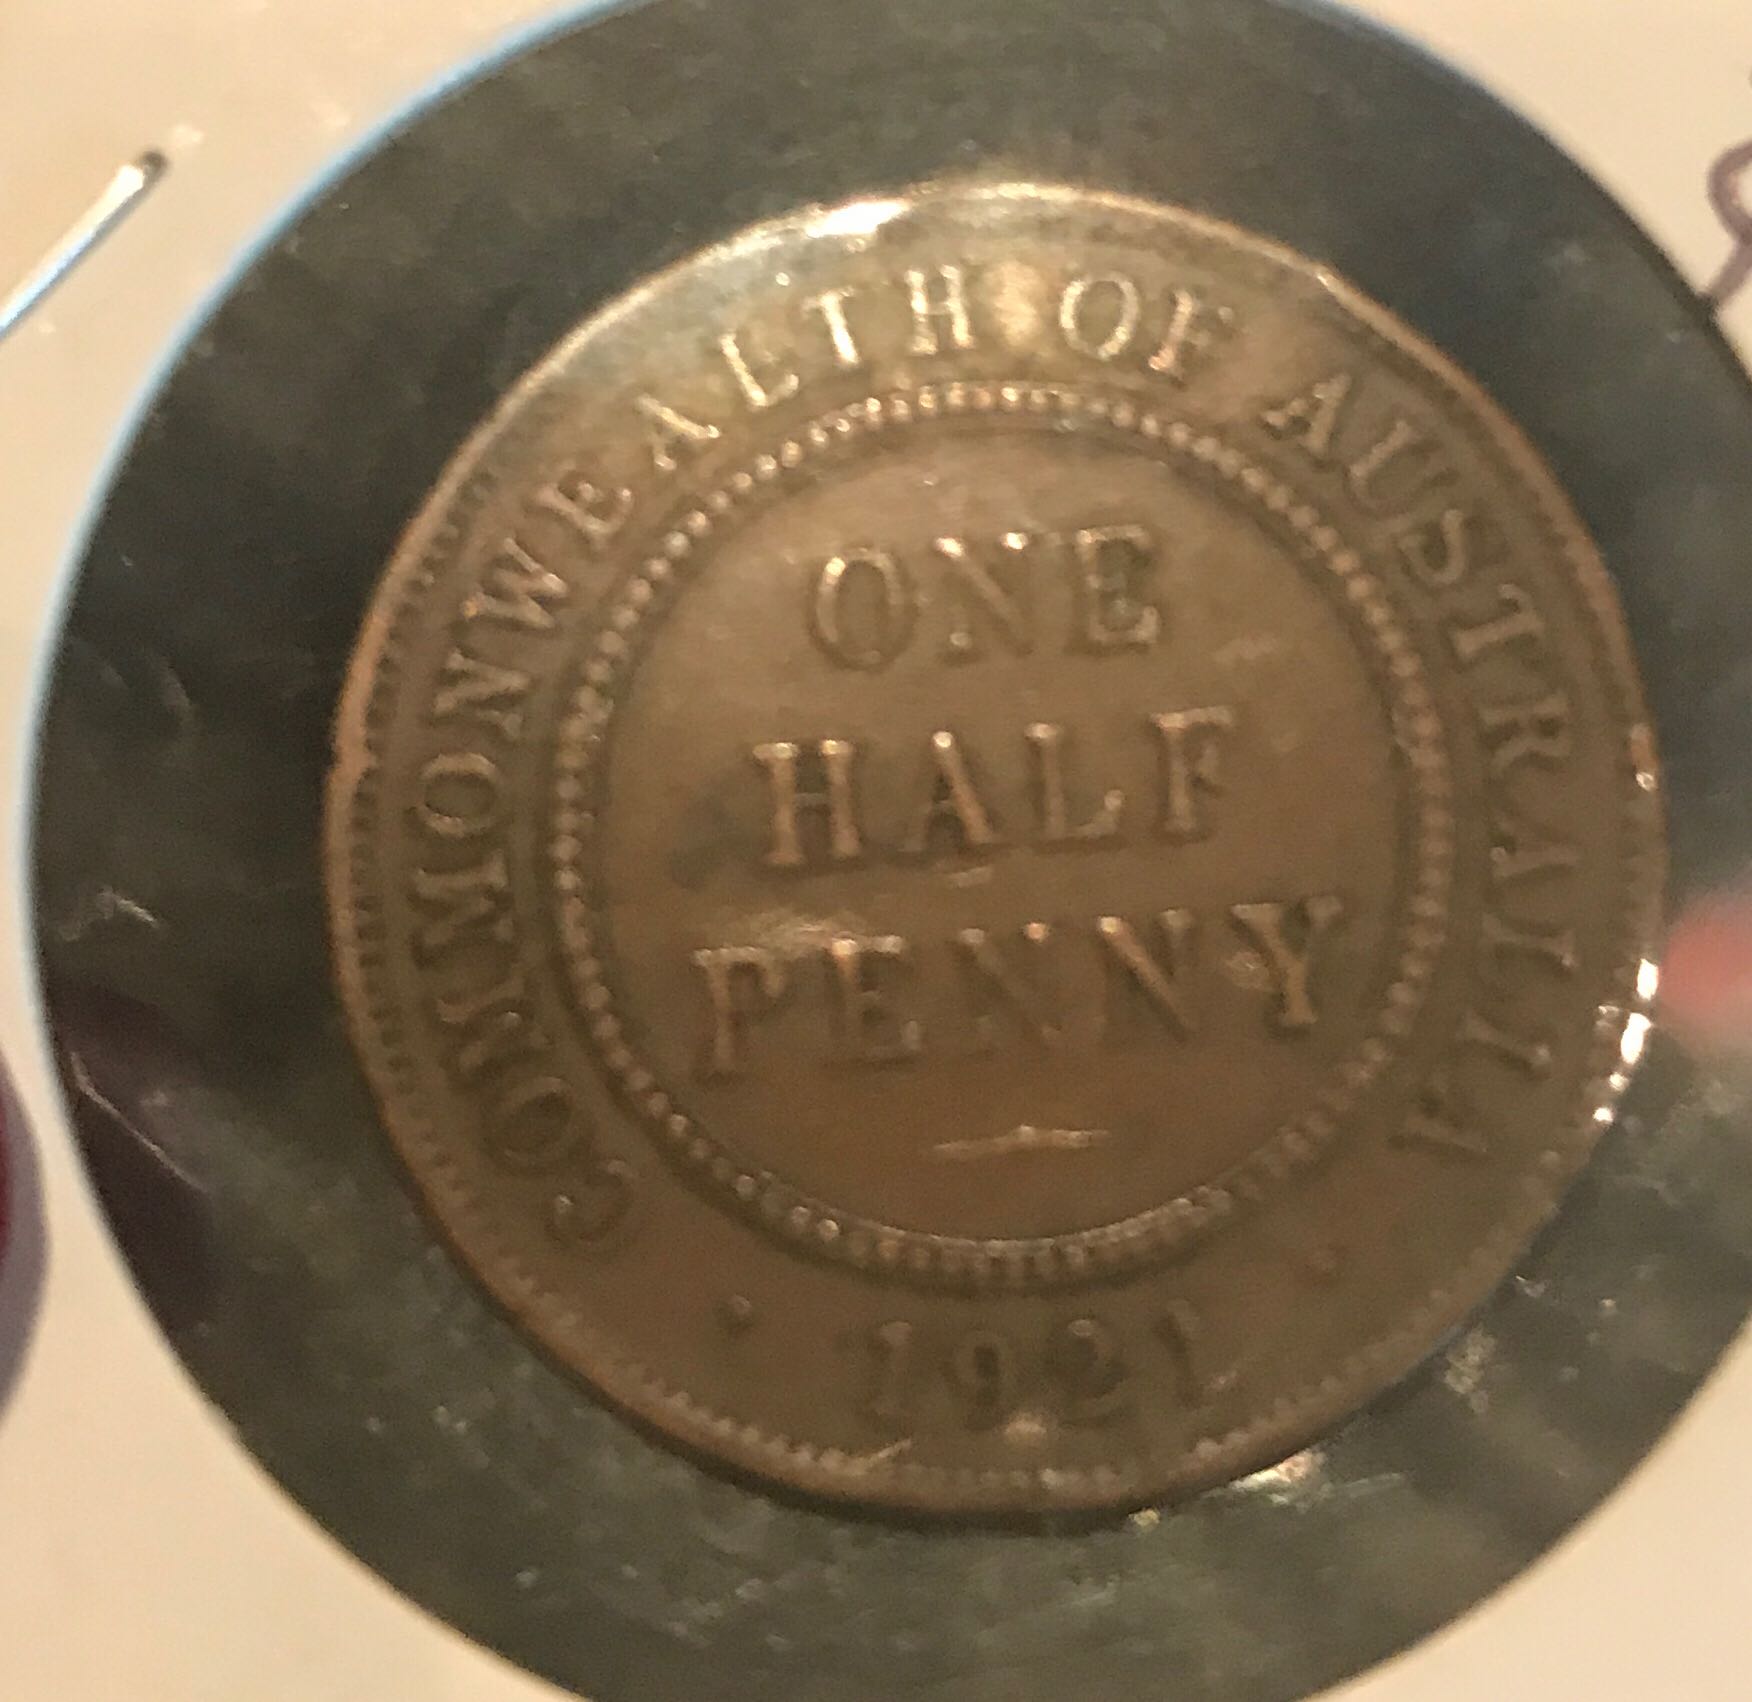 COMMONWEALTH OF AUSTRALIA
ONE
HALF
PENNY
· 1921 ·